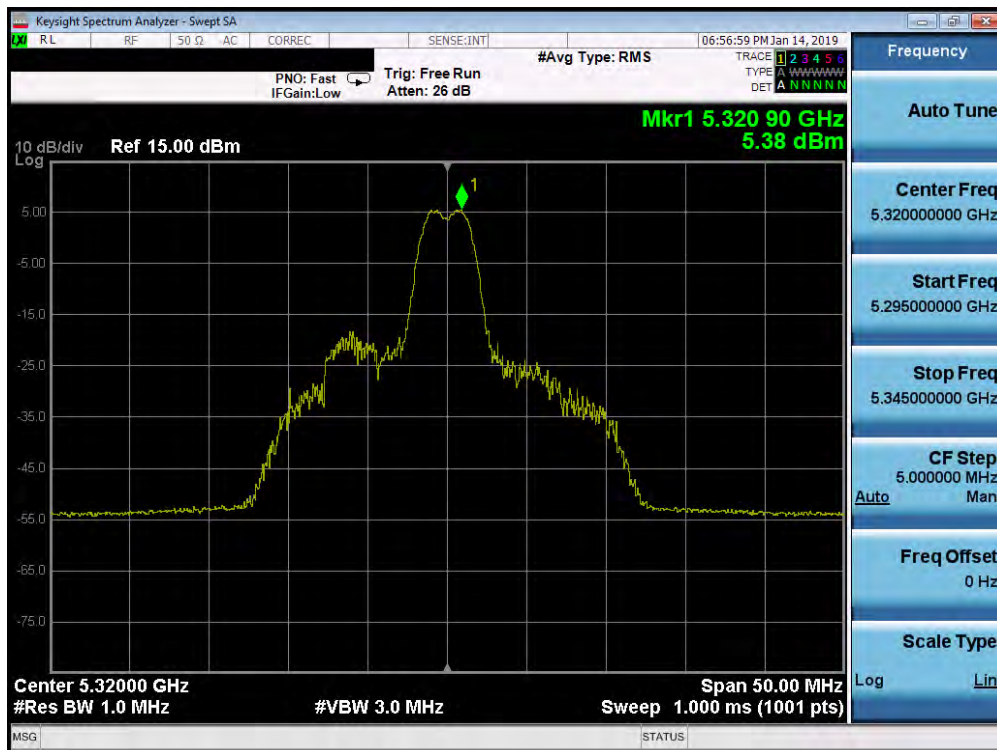 Keysight Spectrum Analyzer - Swept SA
LXI RL RF 50 Ω AC CORREC SENSE:INT 06:56:59 PM Jan 14, 2019
#Avg Type: RMS
TRACE 1 2 3 4 5 6
PNO: Fast Trig: Free Run
TYPE A WWWWW
IFGain:Low Atten: 26 dB
DET A N N N N N
Mkr1 5.320 90 GHz
5.38 dBm
10 dB/div Ref 15.00 dBm
Log
1
5.00
-5.00
-15.0
-25.0
-35.0
-45.0
-55.0
-65.0
-75.0
Center 5.32000 GHz Span 50.00 MHz
#Res BW 1.0 MHz #VBW 3.0 MHz Sweep 1.000 ms (1001 pts)
MSG STATUS
Frequency
Auto Tune
Center Freq
5.320000000 GHz
Start Freq
5.295000000 GHz
Stop Freq
5.345000000 GHz
CF Step
5.000000 MHz
Auto Man
Freq Offset
0 Hz
Scale Type
Log Lin